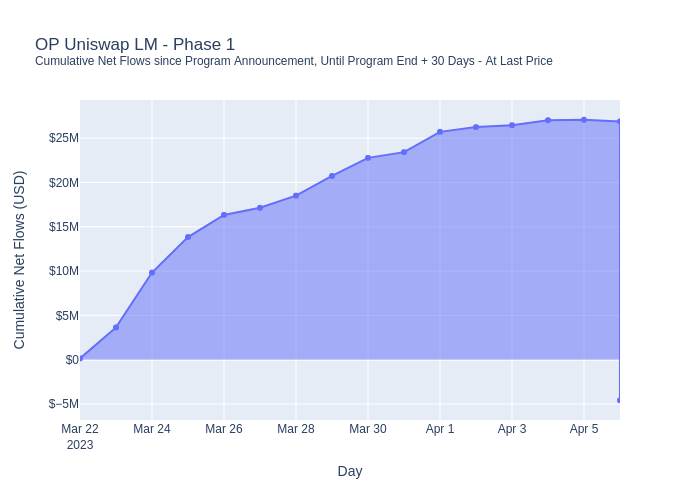 OP Uniswap LM - Phase 1
Cumulative Net Flows since Program Announcement, Until Program End + 30 Days - At Last Price
Cumulative Net Flows (USD)
$25M
$20M
$15M
$10M
$5M
$0
$−5M
Mar 22 Mar 24 Mar 26 Mar 28 Mar 30 Apr 1 Apr 3 Apr 5
2023
Day